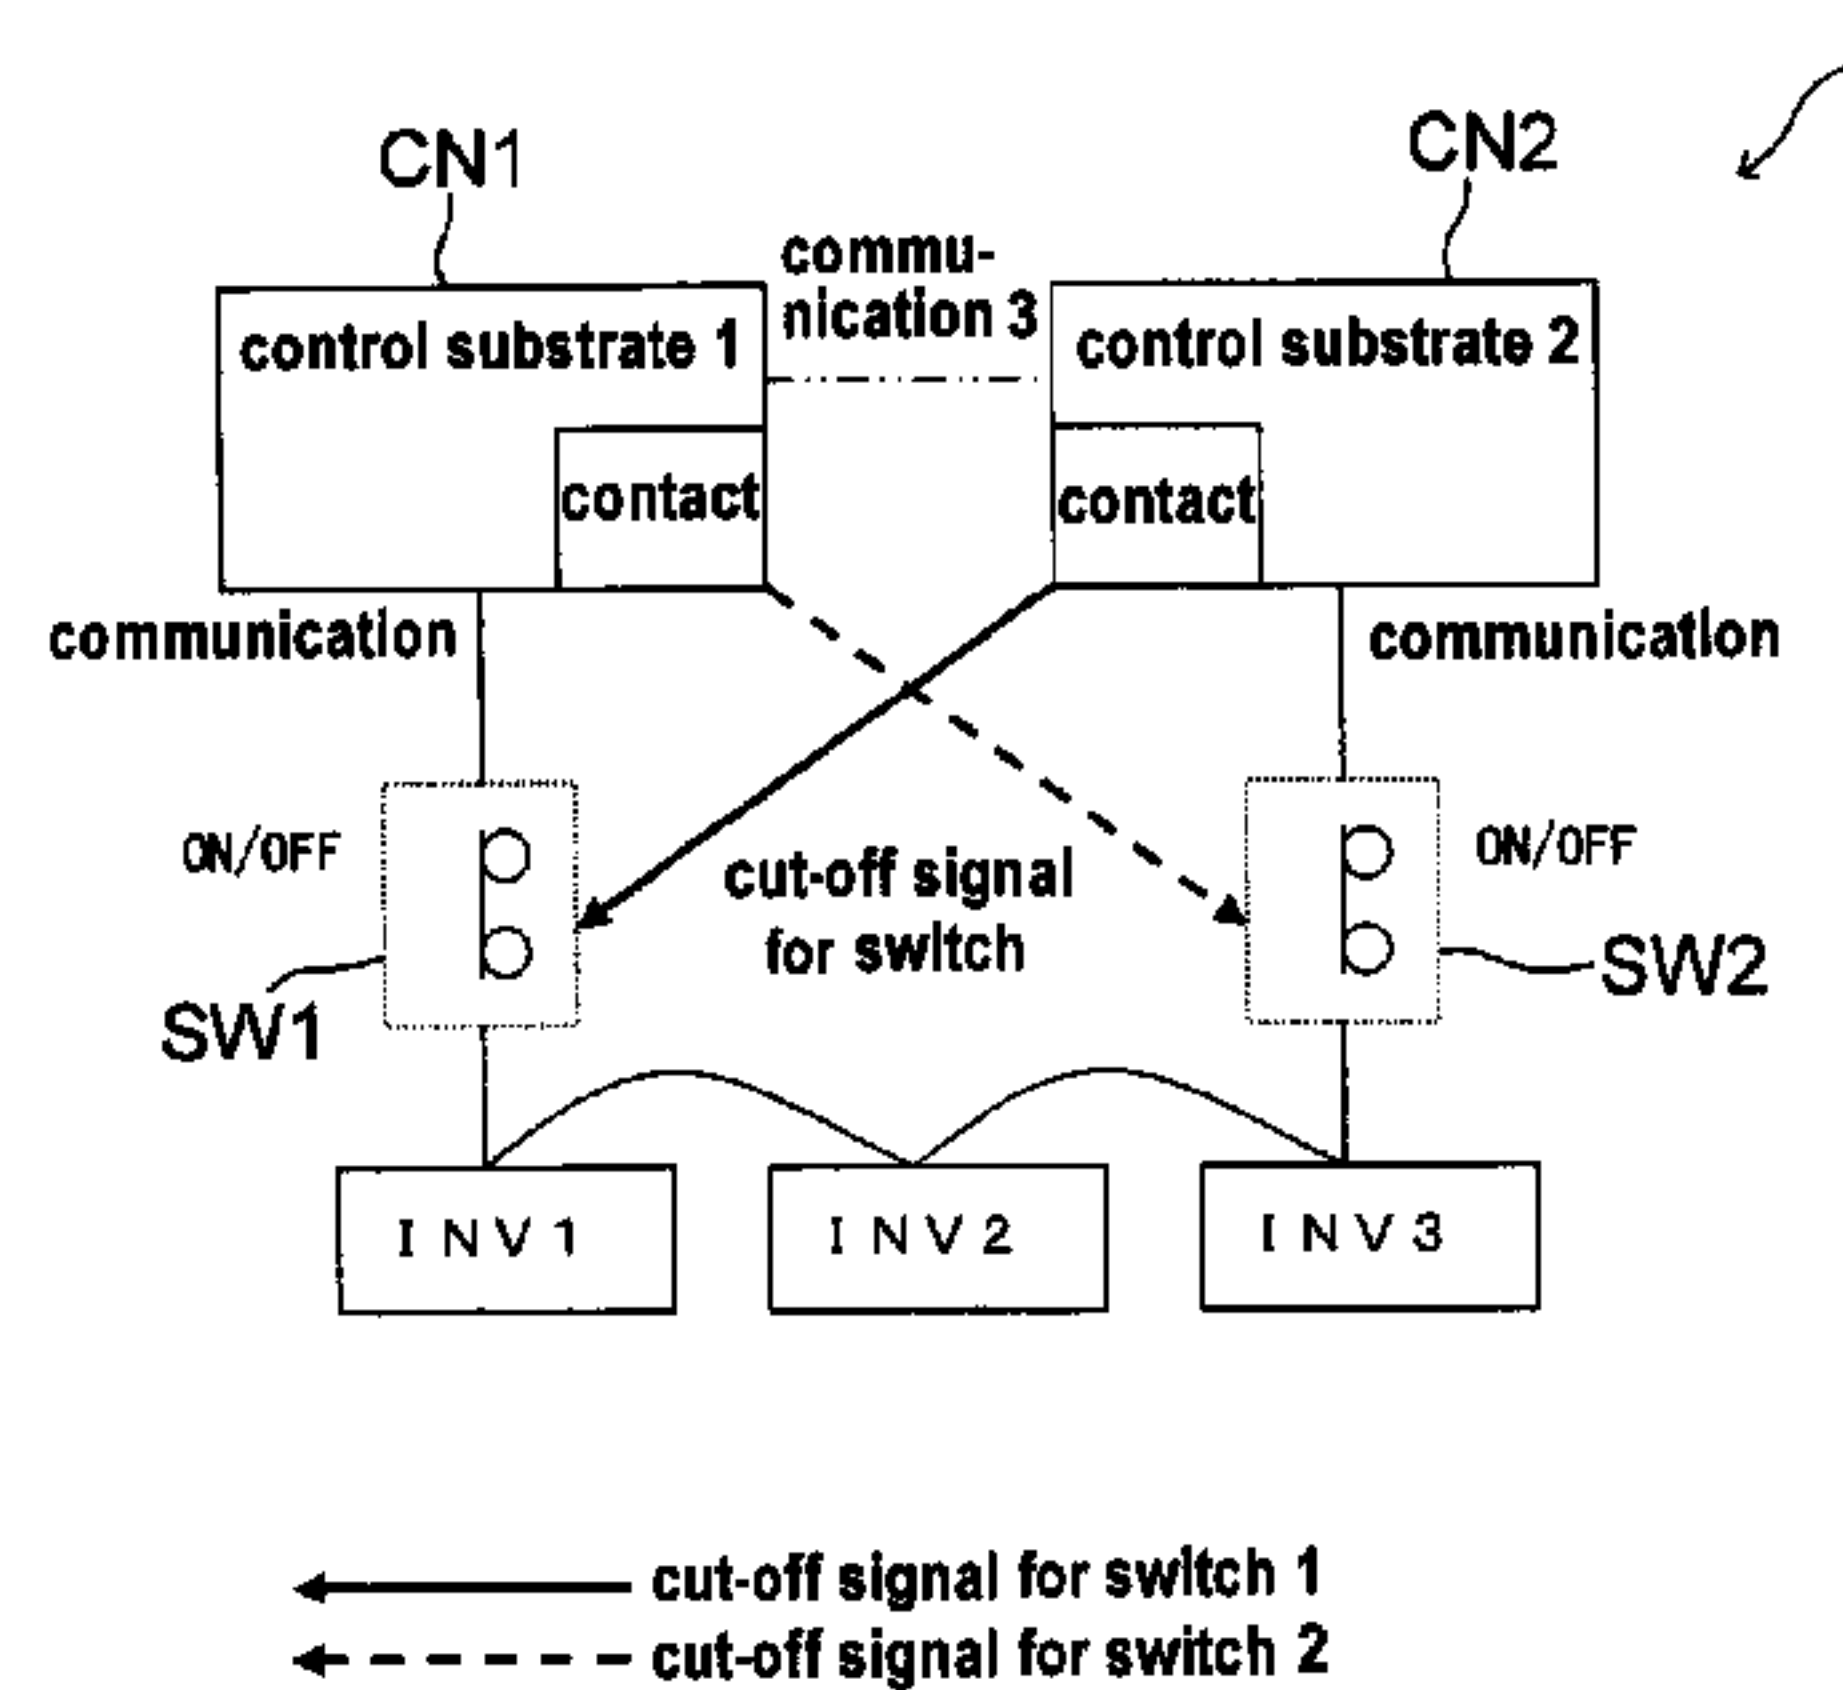 CN1
CN2
commu-
nication 3
control substrate 1
control substrate 2
contact
contact
communication
communication
ON/OFF
ON/OFF
cut-off signal
for switch
SW1
SW2
INV1
INV2
INV3
cut-off signal for switch 1
cut-off signal for switch 2